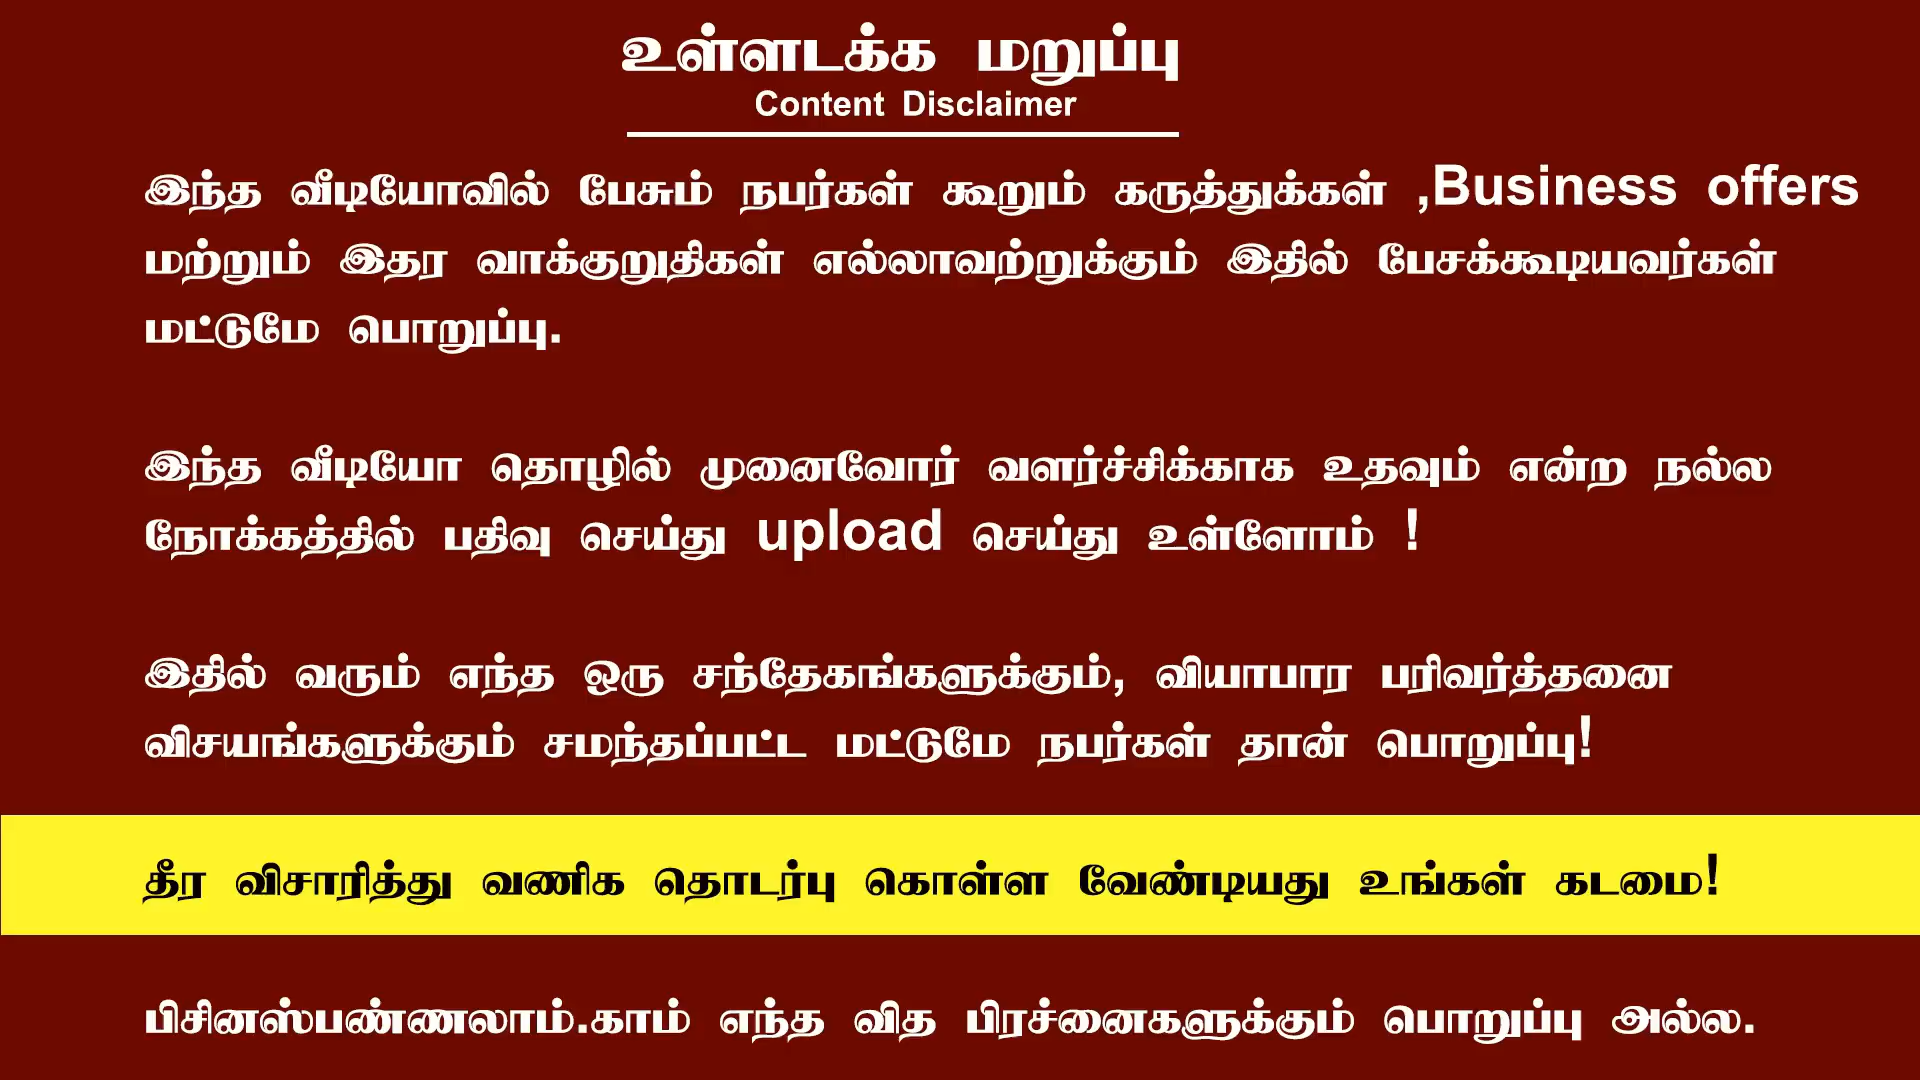 உள்ளடக்க மறுப்பு
Content Disclaimer
இந்த வீடியோவில் பேசும் நபர்கள் கூறும் கருத்துக்கள் ,Business offers
மற்றும் இதர வாக்குறுதிகள் எல்லாவற்றுக்கும் இதில் பேசக்கூடியவர்கள்
மட்டுமே பொறுப்பு.
இந்த வீடியோ தொழில் முனைவோர் வளர்ச்சிக்காக உதவும் என்ற நல்ல
நோக்கத்தில் பதிவு செய்து upload செய்து உள்ளோம் !
இதில் வரும் எந்த ஒரு சந்தேகங்களுக்கும், வியாபார பரிவர்த்தனை
விசயங்களுக்கும் சமந்தப்பட்ட மட்டுமே நபர்கள் தான் பொறுப்பு!
தீர விசாரித்து வணிக தொடர்பு கொள்ள வேண்டியது உங்கள் கடமை!
பிசினஸ்பண்ணலாம்.காம் எந்த வித பிரச்னைகளுக்கும் பொறுப்பு அல்ல.